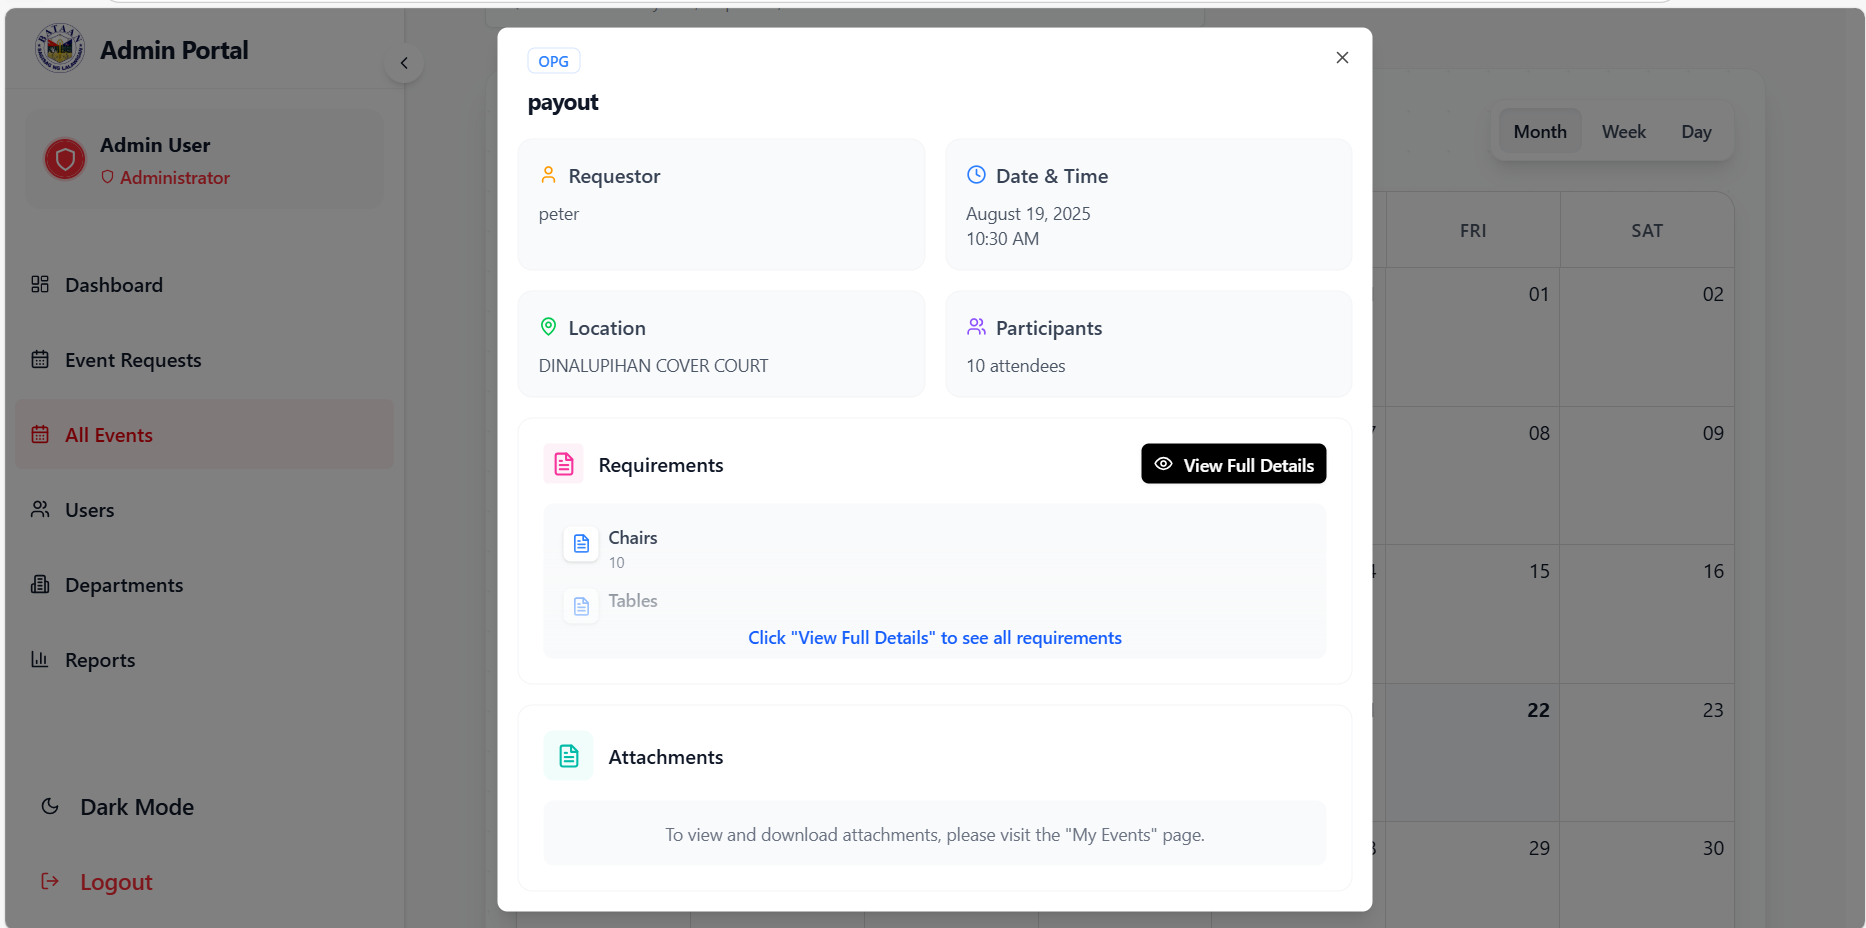 BATAAN
Admin Portal
Admin User
Administrator
Dashboard
Event Requests
All Events
Users
Departments
Reports
Dark Mode
Logout
OPG
payout
Requestor
peter
Date & Time
August 19, 2025
10:30 AM
Location
DINALUPIHAN COVER COURT
Participants
10 attendees
Requirements
View Full Details
Chairs
10
Tables
Click "View Full Details" to see all requirements
Attachments
To view and download attachments, please visit the "My Events" page.
Month Week Day
FRI SAT
01 02
08 09
15 16
22 23
29 30